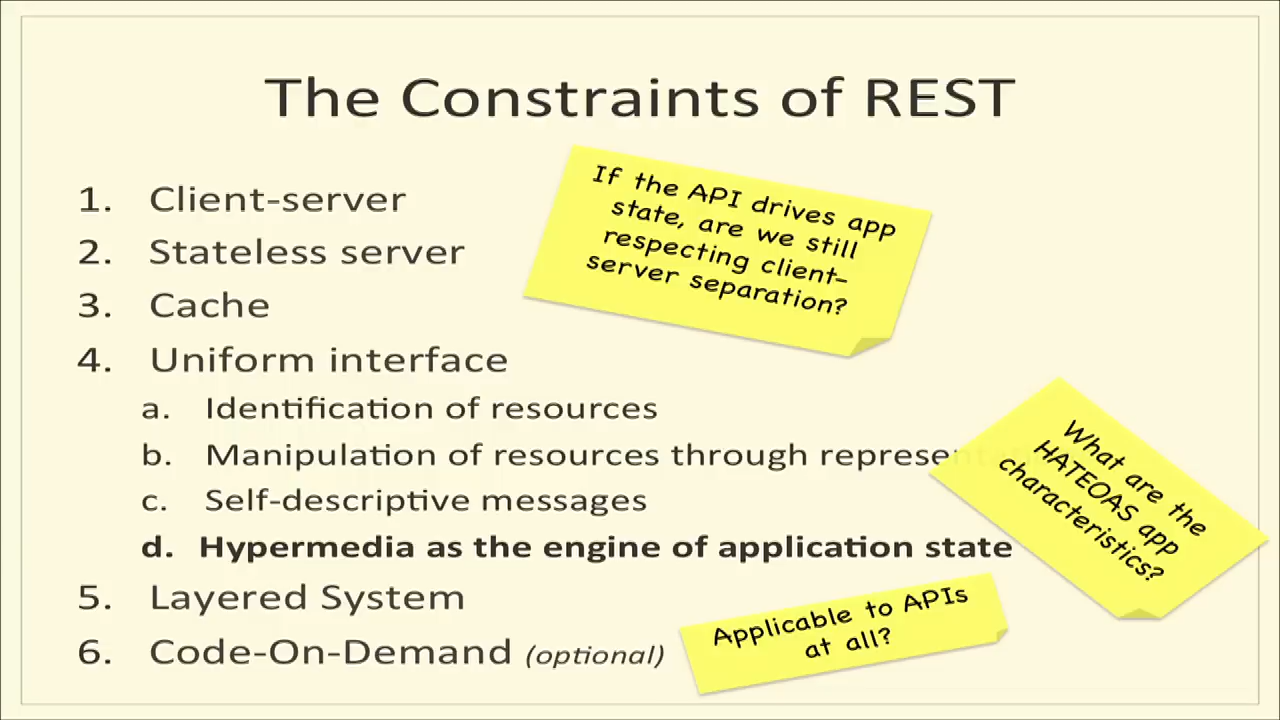 The Constraints of REST
1. Client-server
2. Stateless server
3. Cache
4. Uniform interface
a. Identification of resources
b. Manipulation of resources through
c. Self-descriptive messages
d. Hypermedia as the engine of application state
5. Layered System
6. Code-On-Demand (optional)
If the API drives app
state, are we still
respecting client-
server separation?
What are the
HATEOAS app
characteristics?
Applicable to APIs
at all?